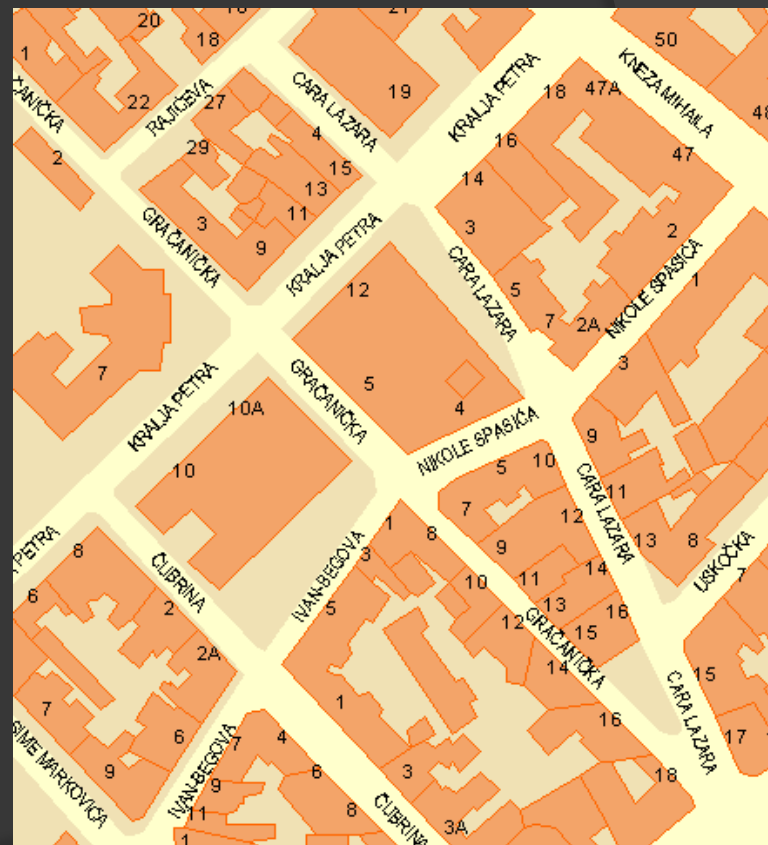 20
18
21
50
1
22
RAJIĆEVA
27
CARA LAZARA
19
KRALJA PETRA
18
47A
KNEZA MIHAILA
48
ČANIČKA
2
29
4
15
13
11
16
14
47
3
9
GRAČANIČKA
KRALJA PETRA
3
2
CARA LAZARA
5
7
2A
NIKOLE SPASIĆA
1
12
7
KRALJA PETRA
5
4
GRAČANIČKA
3
10A
10
NIKOLE SPASIĆA
9
5
10
CARA LAZARA
11
7
12
1
8
3
9
13
8
USKOČKA
7
PETRA
8
6
ČUBRINA
2
IVAN-BEGOVA
5
10
11
14
13
16
12
15
GRAČANIČKA
14
2A
1
15
CARA LAZARA
17
7
6
9
SIME MARKOVIĆA
IVAN-BEGOVA
7
4
6
9
11
8
1
ČUBRINA
3
3A
16
18